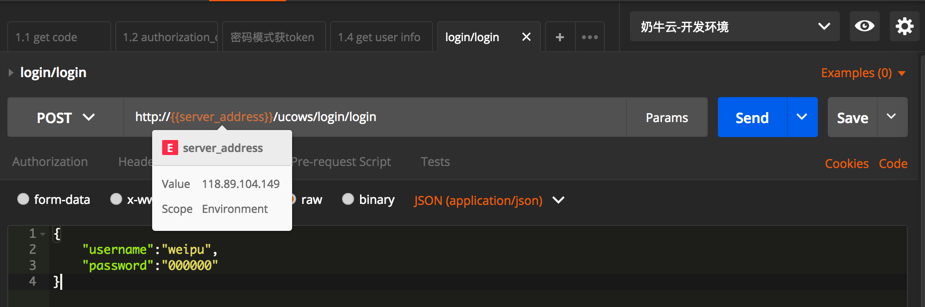 1.1 get code
1.2 authorization_c
密码模式获token
1.4 get user info
login/login
奶牛云-开发环境
login/login
Examples (0)
POST
http://{{server_address}}/ucows/login/login
Params
Send
Save
E server_address
Authorization
Heade
Pre-request Script
Tests
Cookies
Code
Value 118.89.104.149
Scope Environment
form-data
x-ww
raw
binary
JSON (application/json)
1 {
2 "username":"weipu",
3 "password":"000000"
4 }